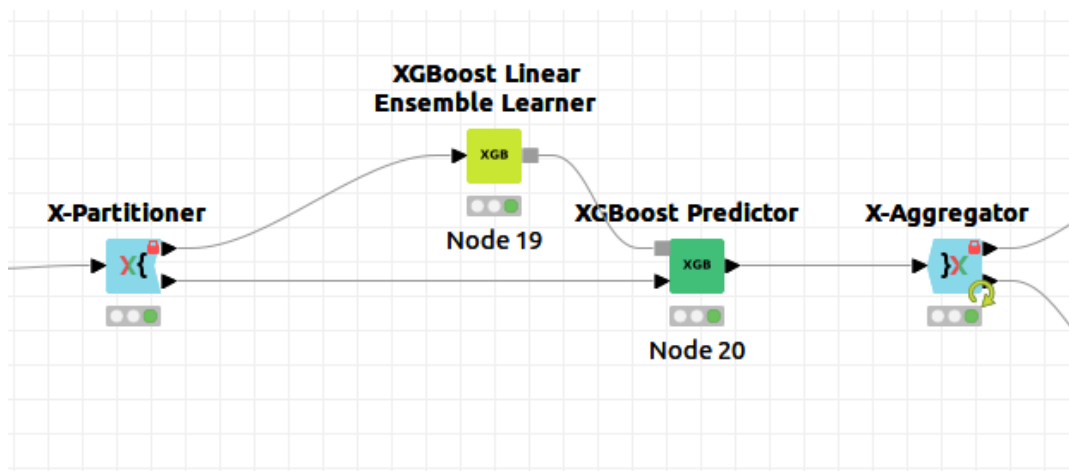 XGBoost Linear
Ensemble Learner
XGB
X-Partitioner
Node 19
XGBoost Predictor
X-Aggregator
X{
XGB
}X
Node 20